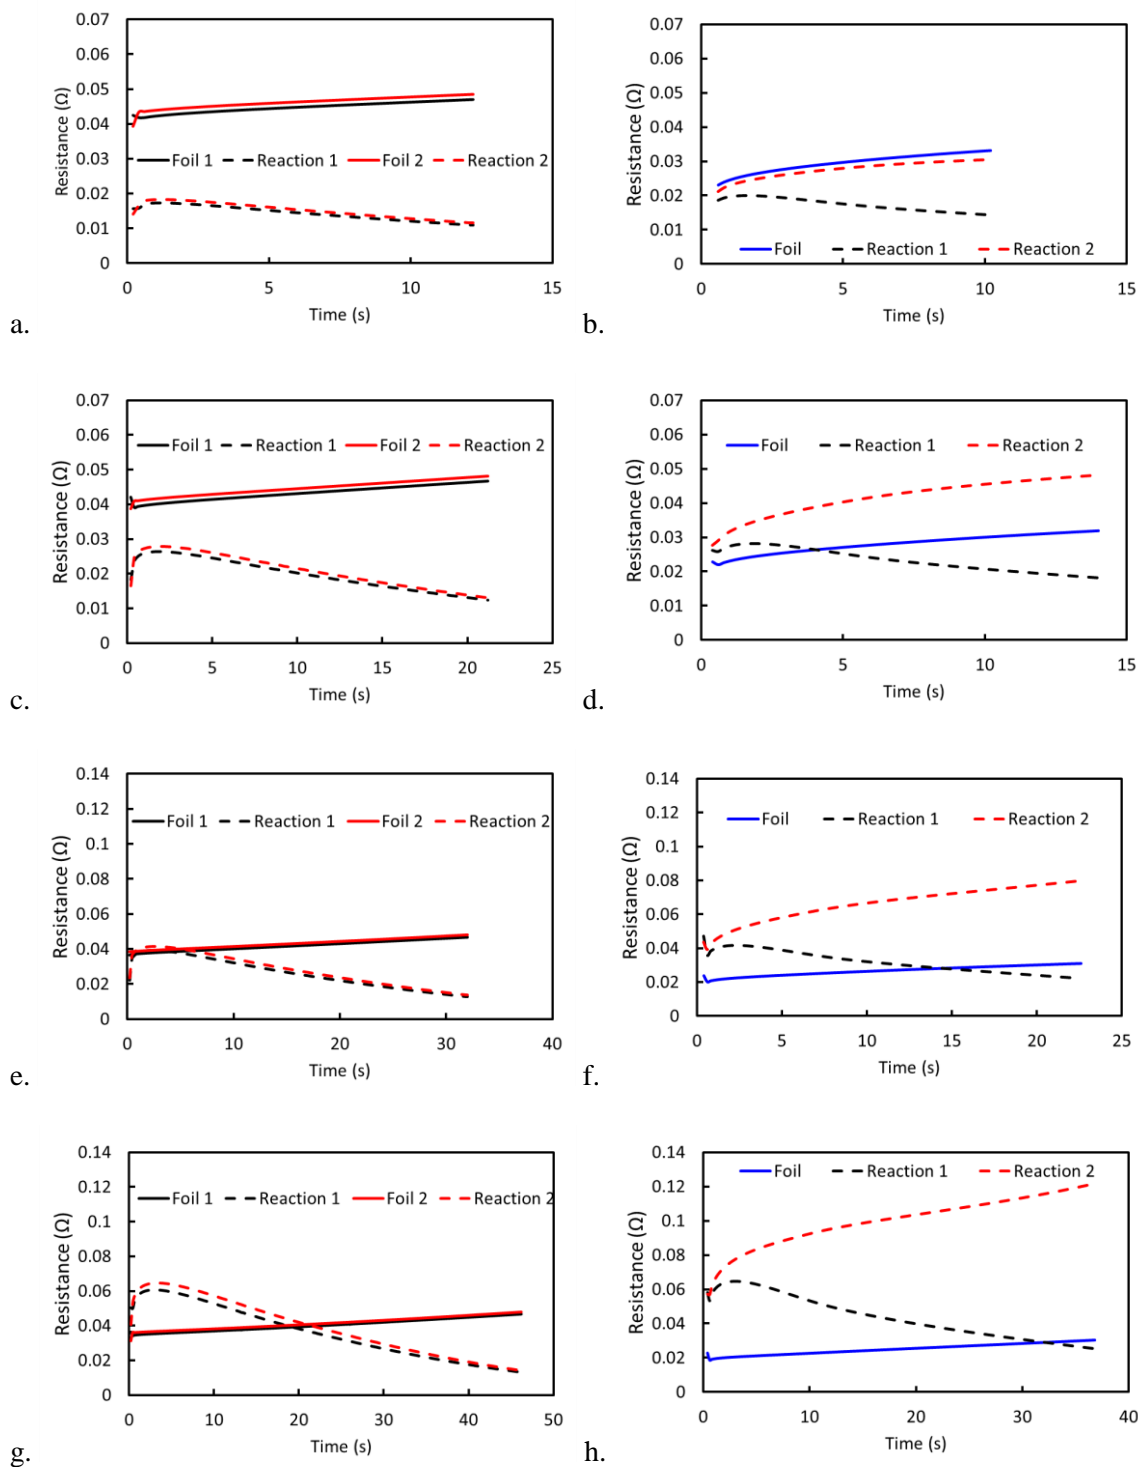 0.07
0.06
0.05
0.04
0.03
0.02
0.01
0
Resistance (Ω)
Foil 1 Reaction 1 Foil 2 Reaction 2
0 5 10 15
Time (s)
a.
0.07
0.06
0.05
0.04
0.03
0.02
0.01
0
Resistance (Ω)
Foil Reaction 1 Reaction 2
0 5 10 15
Time (s)
b.
0.07
0.06
0.05
0.04
0.03
0.02
0.01
0
Resistance (Ω)
Foil 1 Reaction 1 Foil 2 Reaction 2
0 5 10 15 20 25
Time (s)
c.
0.07
0.06
0.05
0.04
0.03
0.02
0.01
0
Resistance (Ω)
Foil Reaction 1 Reaction 2
0 5 10 15
Time (s)
d.
0.14
0.12
0.1
0.08
0.06
0.04
0.02
0
Resistance (Ω)
Foil 1 Reaction 1 Foil 2 Reaction 2
0 10 20 30 40
Time (s)
e.
0.14
0.12
0.1
0.08
0.06
0.04
0.02
0
Resistance (Ω)
Foil Reaction 1 Reaction 2
0 5 10 15 20 25
Time (s)
f.
0.14
0.12
0.1
0.08
0.06
0.04
0.02
0
Resistance (Ω)
Foil 1 Reaction 1 Foil 2 Reaction 2
0 10 20 30 40 50
Time (s)
g.
0.14
0.12
0.1
0.08
0.06
0.04
0.02
0
Resistance (Ω)
Foil Reaction 1 Reaction 2
0 10 20 30 40
Time (s)
h.